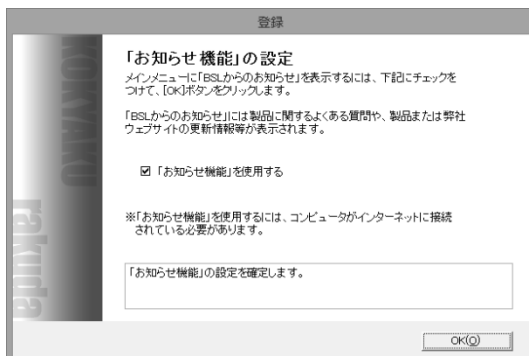 登録
KOKYAKU
rakuda
「お知らせ機能」の設定
メインメニューに「BSLからのお知らせ」を表示するには、下記にチェックを
つけて、[OK]ボタンをクリックします。
「BSLからのお知らせ」には製品に関するよくある質問や、製品または弊社
ウェブサイトの更新情報等が表示されます。
「お知らせ機能」を使用する
※「お知らせ機能」を使用するには、コンピュータがインターネットに接続
されている必要があります。
「お知らせ機能」の設定を確定します。
OK(O)